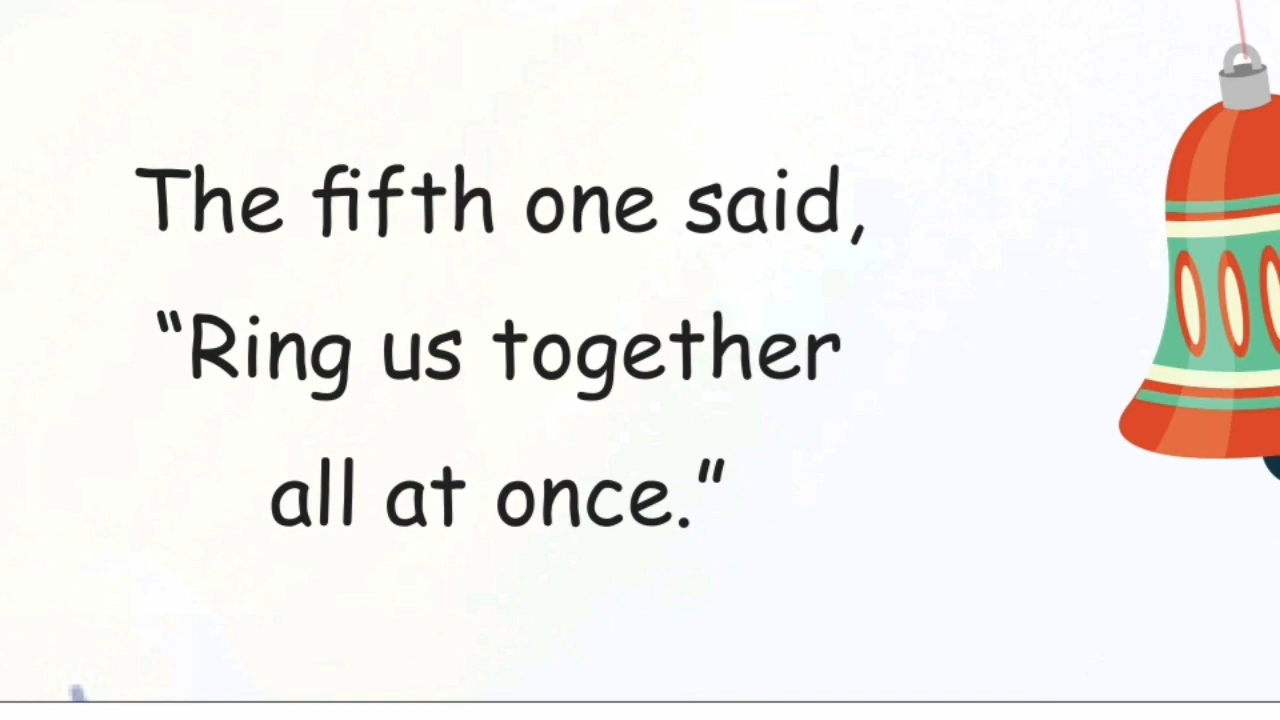 The fifth one said,
“Ring us together
all at once.”